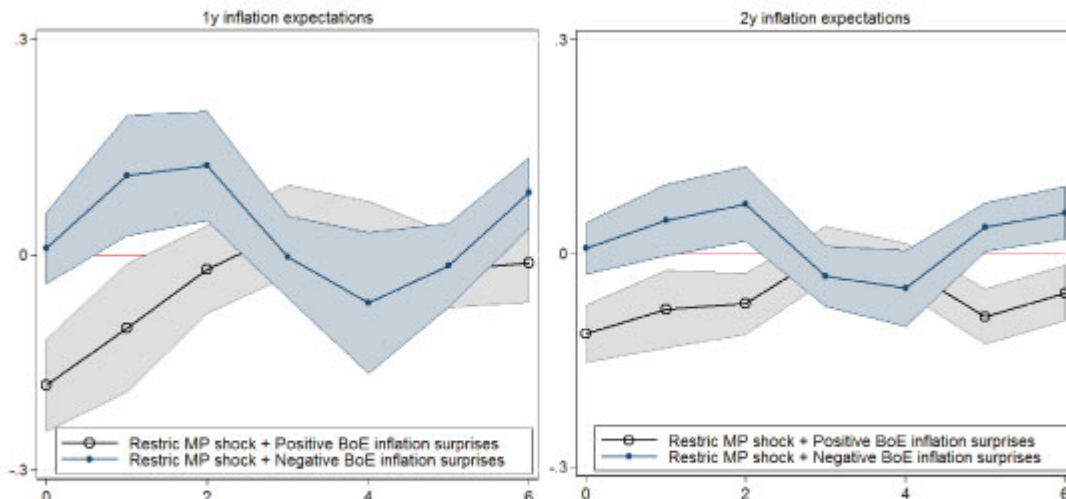 1y inflation expectations
.3
0
-.3
Restric MP shock + Positive BoE inflation surprises
Restric MP shock + Negative BoE inflation surprises
0 2 4 6
2y inflation expectations
.3
0
-.3
Restric MP shock + Positive BoE inflation surprises
Restric MP shock + Negative BoE inflation surprises
0 2 4 6